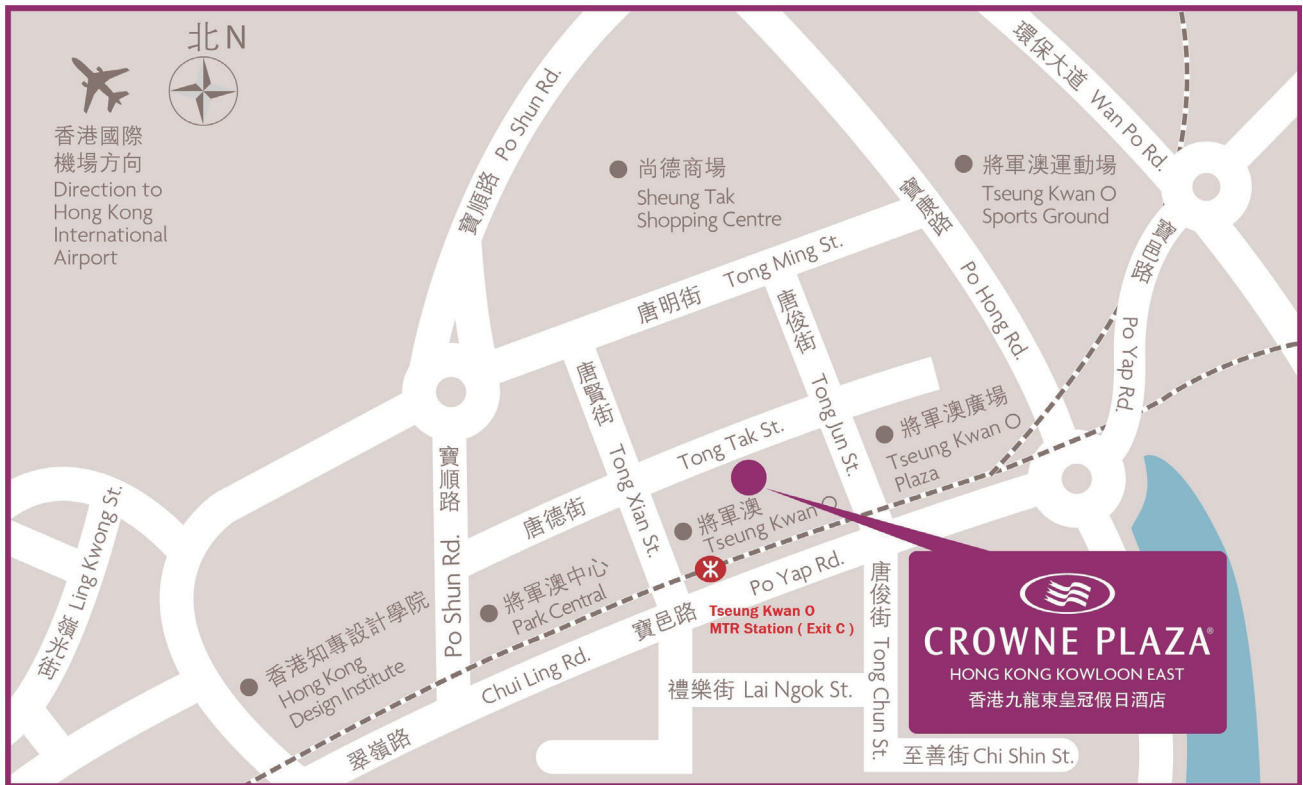 北N
香港國際
機場方向
Direction to
Hong Kong
International
Airport
寶順路 Po Shun Rd.
尚德商場
Sheung Tak
Shopping Centre
環保大道 Wan Po Rd.
將軍澳運動場
Tseung Kwan O
Sports Ground
寶康路 Po Hong Rd.
寶邑路 Po Yap Rd.
唐明街 Tong Ming St.
唐俊街 Tong Jun St.
唐賢街 Tong Xian St.
唐德街 Tong Tak St.
將軍澳廣場
Tseung Kwan O
Plaza
將軍澳
Tseung Kwan O
寶順路 Po Shun Rd.
嶺光街 Ling Kwong St.
香港知專設計學院
Hong Kong
Design Institute
將軍澳中心
Park Central
翠嶺路 Chui Ling Rd.
寶邑路 Po Yap Rd.
Tseung Kwan O
MTR Station ( Exit C )
禮樂街 Lai Ngok St.
唐俊街 Tong Chun St.
至善街 Chi Shin St.
CROWNE PLAZA®
HONG KONG KOWLOON EAST
香港九龍東皇冠假日酒店